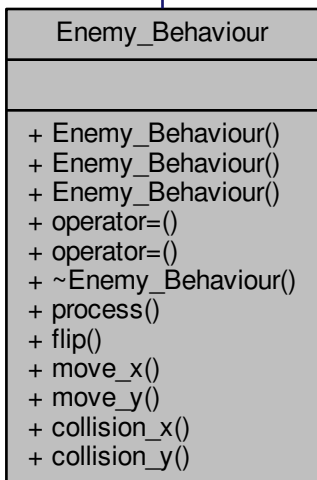 Enemy_Behaviour
+ Enemy_Behaviour()
+ Enemy_Behaviour()
+ Enemy_Behaviour()
+ operator=()
+ operator=()
+ ~Enemy_Behaviour()
+ process()
+ flip()
+ move_x()
+ move_y()
+ collision_x()
+ collision_y()